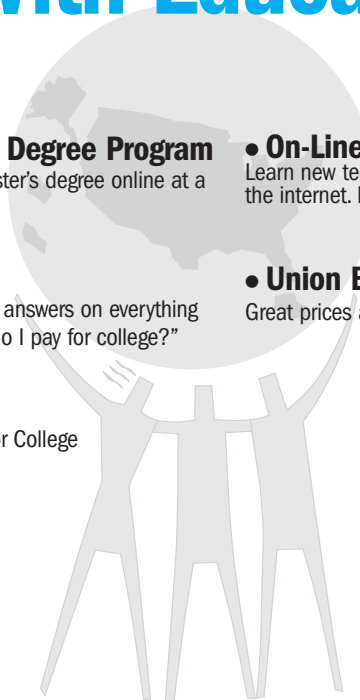 with Educa
Degree Program
ster's degree online at a
answers on everything
o I pay for college?”
or College
• On-Line
Learn new te
the internet.
• Union
Great prices